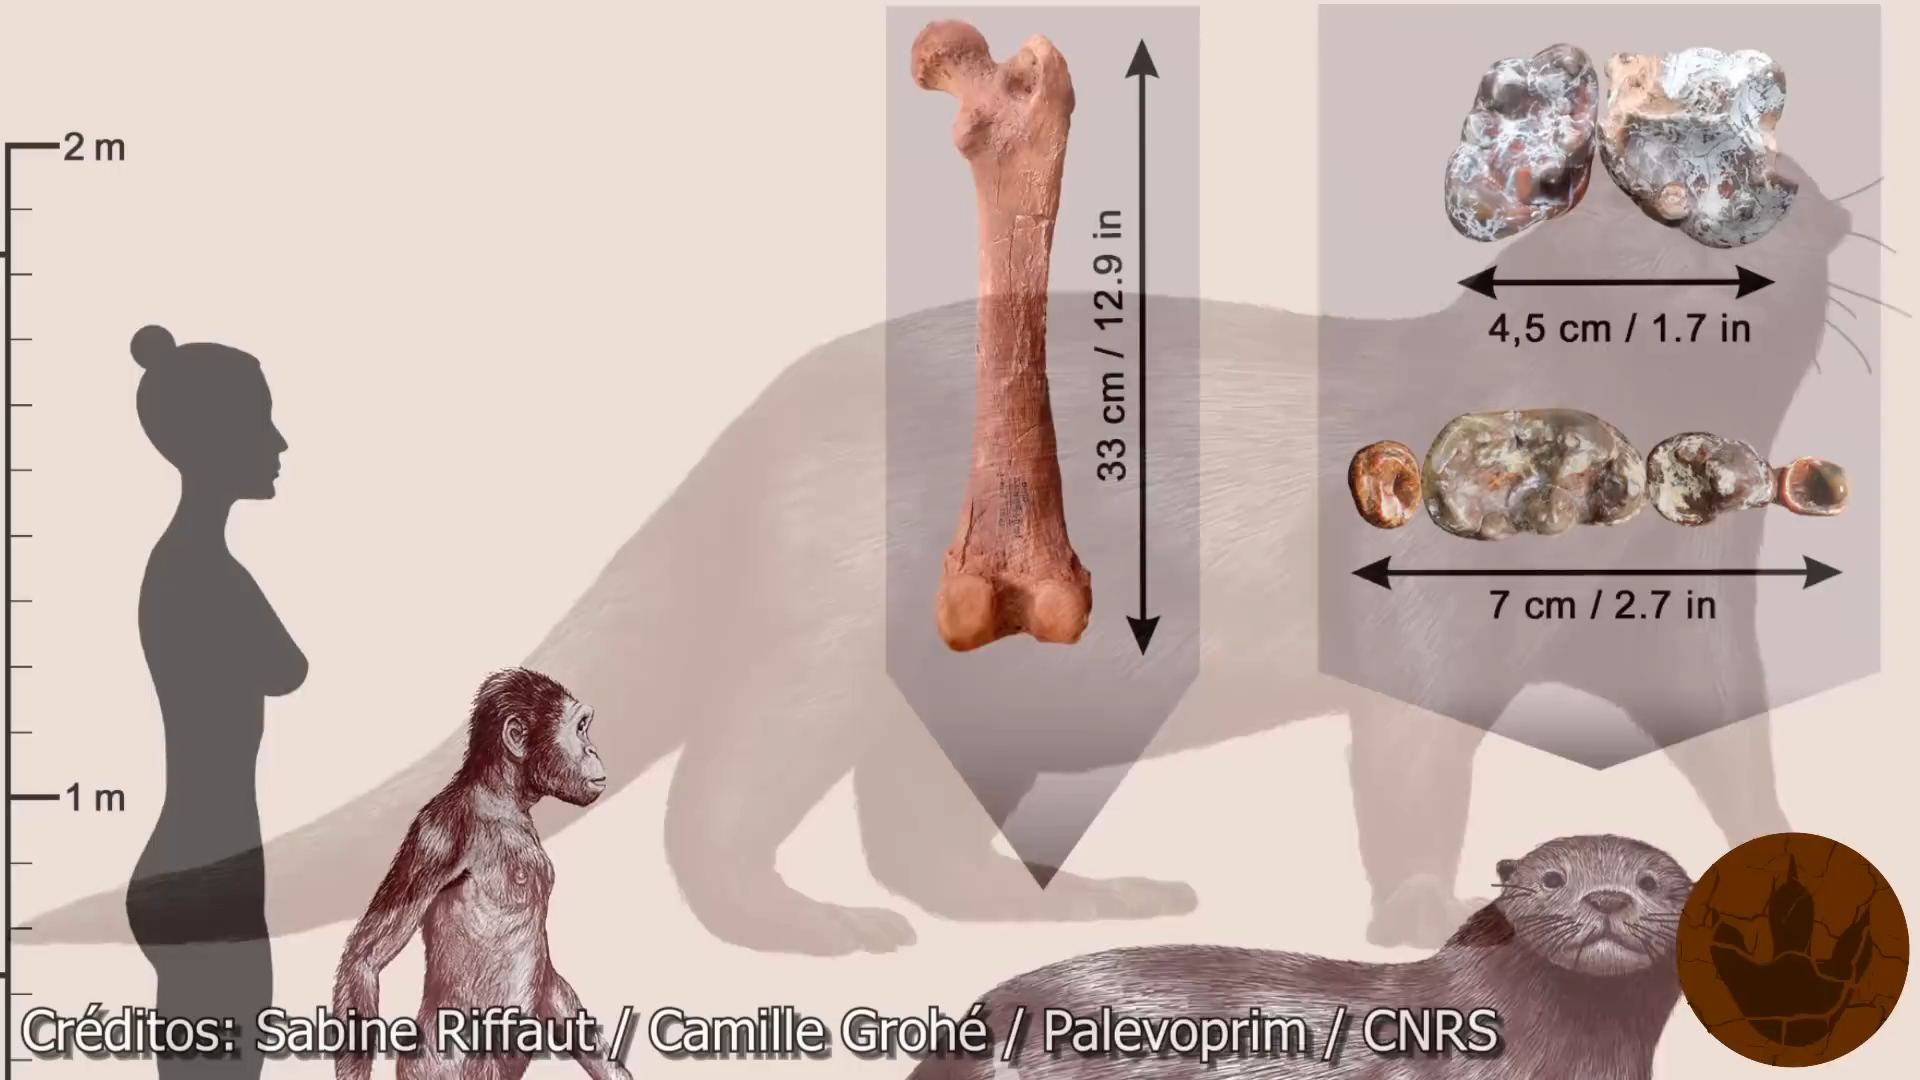 2 m
1 m
33 cm / 12.9 in
4,5 cm / 1.7 in
7 cm / 2.7 in
Créditos: Sabine Riffaut / Camille Grohé / Palevoprim / CNRS